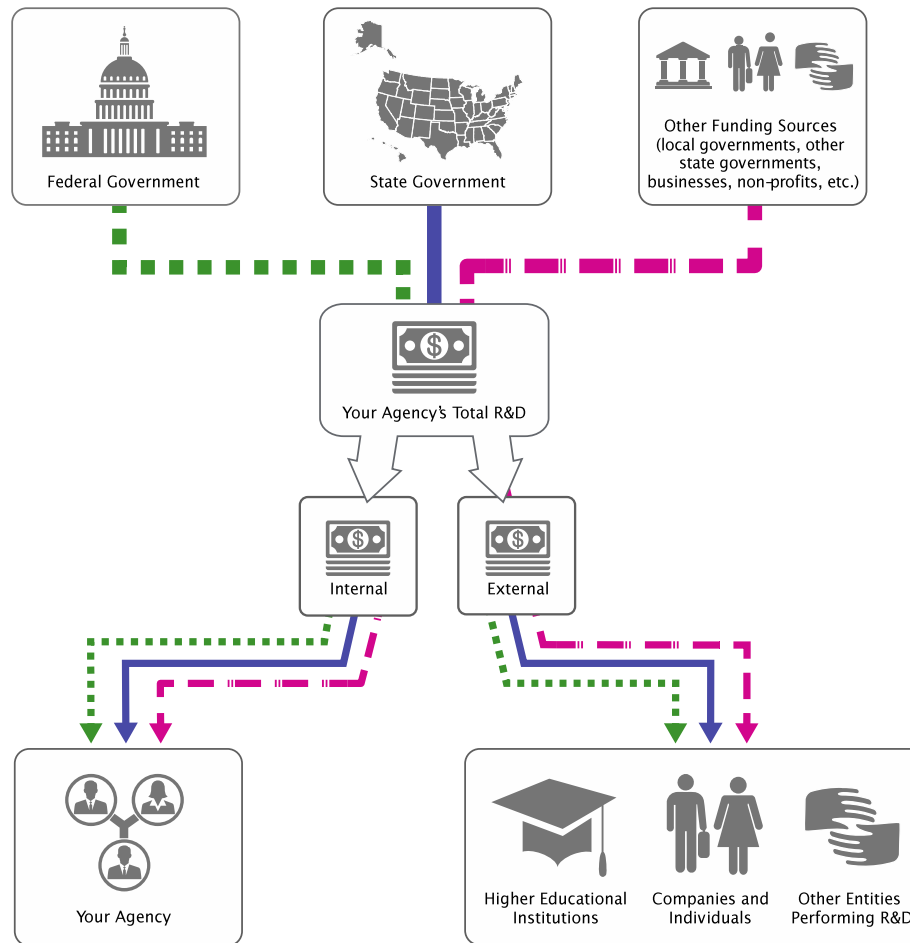 Federal Government
State Government
Other Funding Sources
(local governments, other
state governments,
businesses, non-profits, etc.)
$
Your Agency's Total R&D
$
Internal
$
External
Your Agency
Higher Educational
Institutions
Companies and
Individuals
Other Entities
Performing R&D